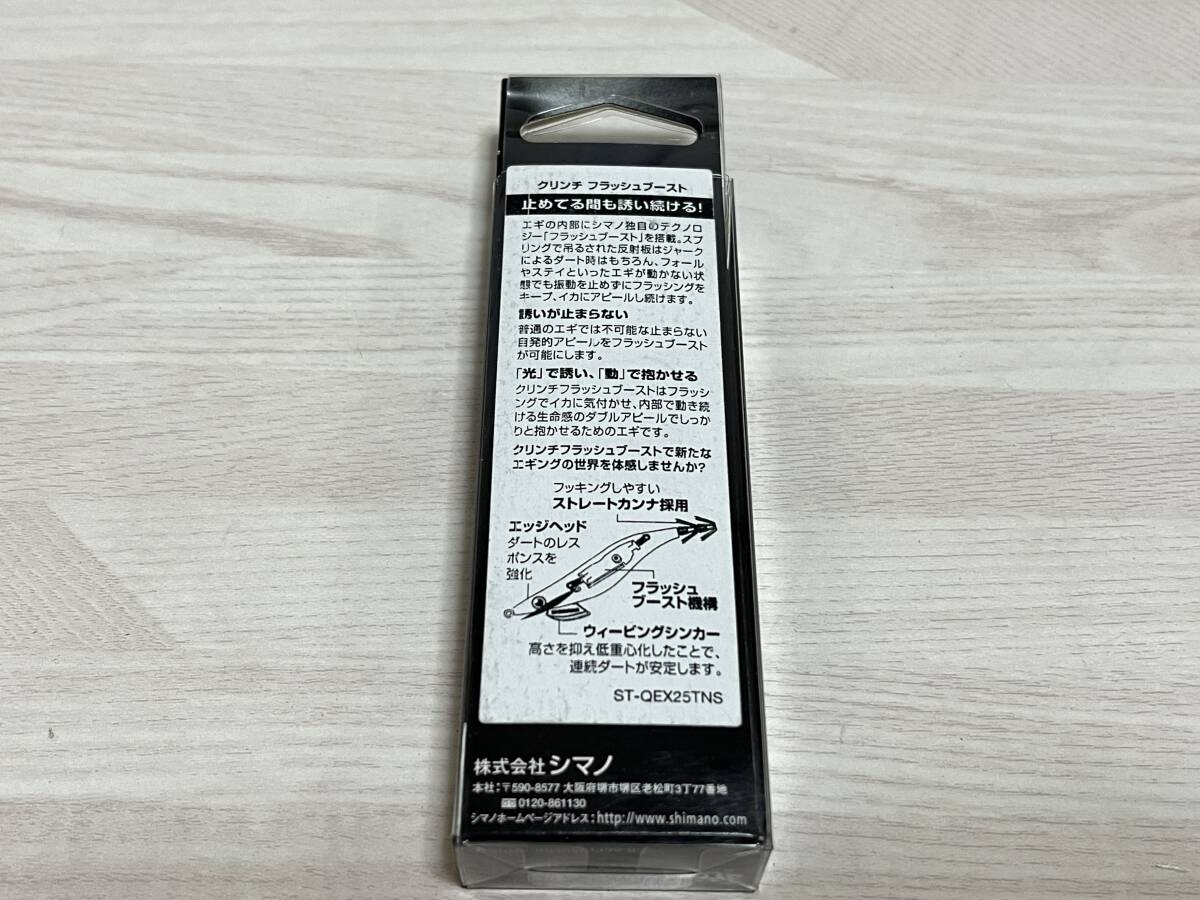 クリンチ フラッシュブースト
止めてる間も誘い続ける!
エギの内部にシマノ独自のテクノロ
ジー「フラッシュブースト」を搭載。スプ
リングで吊るされた反射板はジャーク
によるダート時はもちろん、フォール
やステイといったエギが動かない状
態でも振動を止めずにフラッシングを
キープ、イカにアピールし続けます。
誘いが止まらない
普通のエギでは不可能な止まらない
自発的アピールをフラッシュブースト
が可能にします。
「光」で誘い、「動」で抱かせる
クリンチフラッシュブーストはフラッシ
ングでイカに気付かせ、内部で動き続
ける生命感のダブルアピールでしっか
りと抱かせるためのエギです。
クリンチフラッシュブーストで新たな
エギングの世界を体感しませんか?
フッキングしやすい
ストレートカンナ採用
エッジヘッド
ダートのレス
ポンスを
強化
フラッシュ
ブースト機構
ウィービングシンカー
高さを抑え低重心化したことで、
連続ダートが安定します。
ST-QEX25TNS
株式会社 シマノ
本社:〒590-8577 大阪府堺市堺区老松町3丁77番地
0120-861130
シマノホームページアドレス:http://www.shimano.com